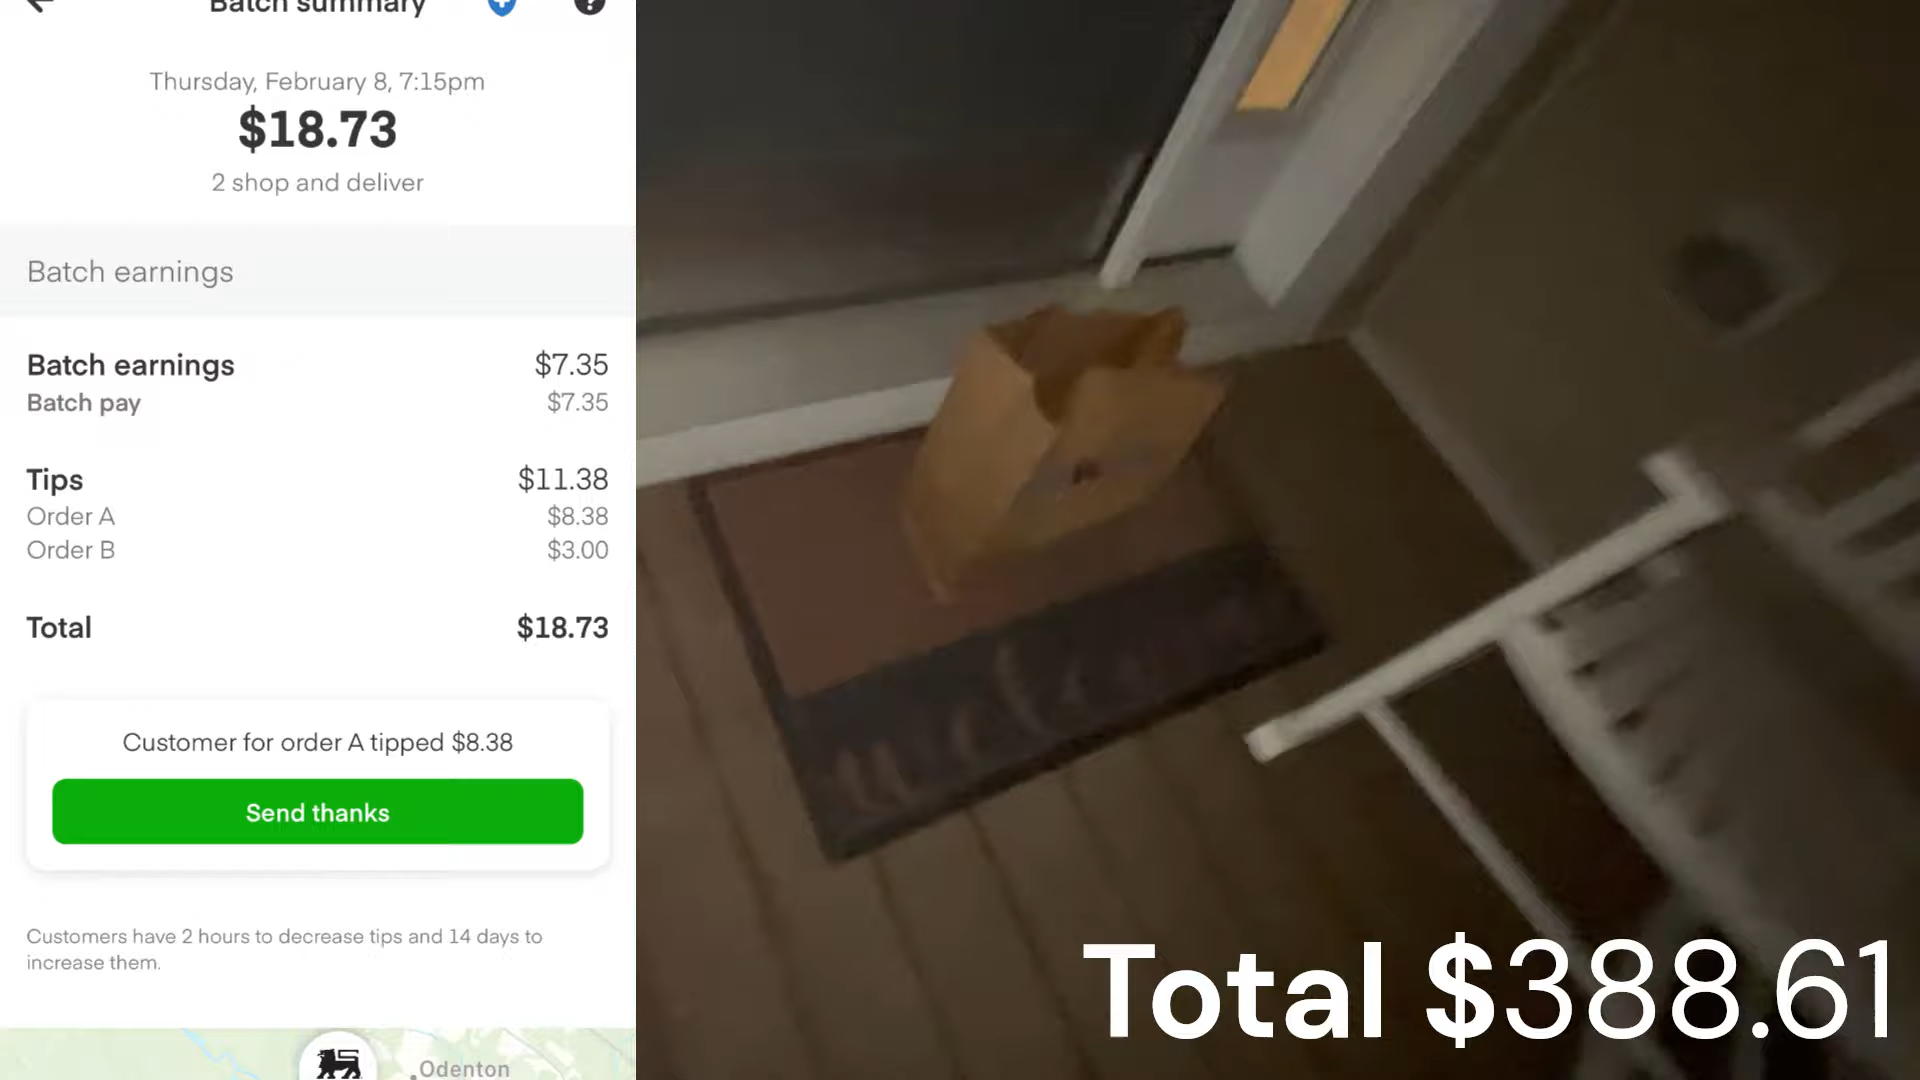 Batch summary
Thursday, February 8, 7:15pm
$18.73
2 shop and deliver
Batch earnings
Batch earnings $7.35
Batch pay $7.35
Tips $11.38
Order A $8.38
Order B $3.00
Total $18.73
Customer for order A tipped $8.38
Send thanks
Customers have 2 hours to decrease tips and 14 days to
increase them.
Odenton
Total $388.61